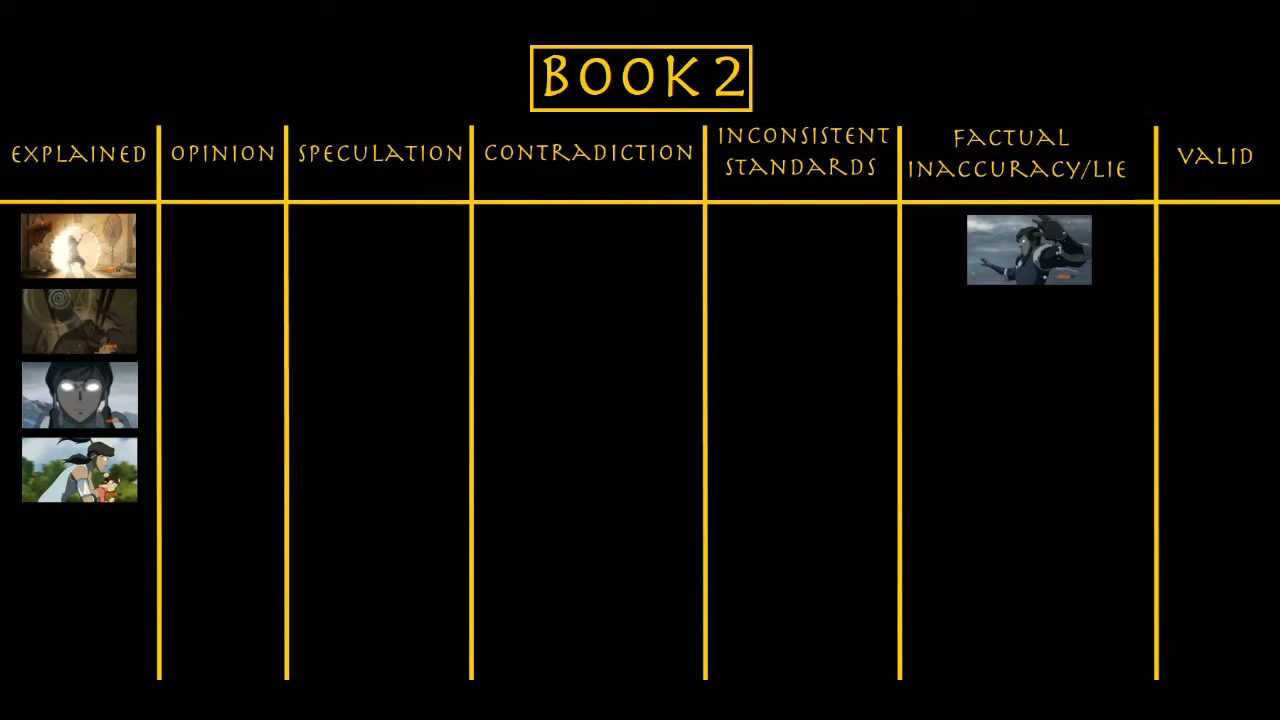 BOOK 2
EXPLAINED
OPINION
SPECULATION
CONTRADICTION
INCONSISTENT
STANDARDS
FACTUAL
INACCURACY/LIE
VALID